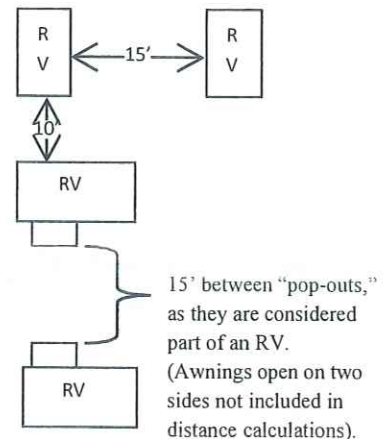 R
V
15'
R
V
10'
RV
15' between “pop-outs,”
as they are considered
part of an RV.
(Awnings open on two
sides not included in
distance calculations).
RV